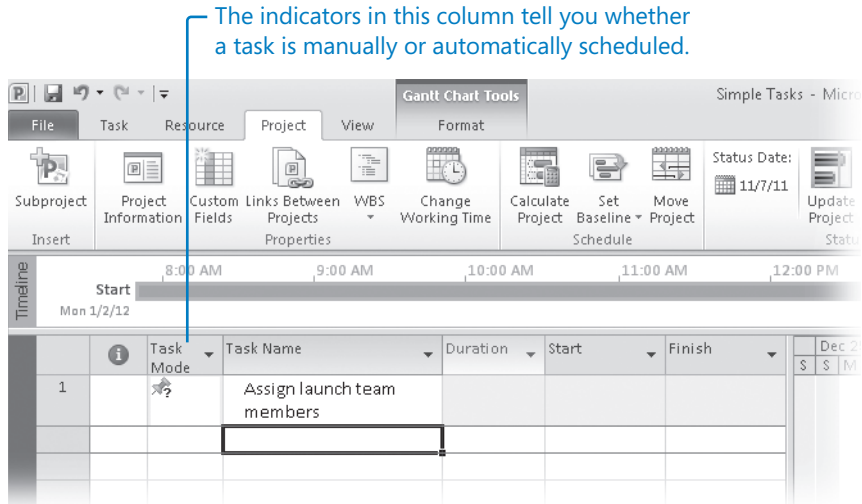 The indicators in this column tell you whether
a task is manually or automatically scheduled.
Gantt Chart Tools
Simple Tasks - Micro
File Task Resource Project View Format
Subproject
Insert
Project
Information
Custom
Fields
Links Between
Projects
WBS
Properties
Change
Working Time
Calculate
Project
Set
Baseline
Move
Project
Schedule
Status Date:
11/7/11
Update
Project
Statu
Timeline
8:00 AM 9:00 AM 10:00 AM 11:00 AM 12:00 PM
Start
Mon 1/2/12
Task
Mode
Task Name
Duration
Start
Finish
Dec 2
S S M
1
?
Assign launch team
members